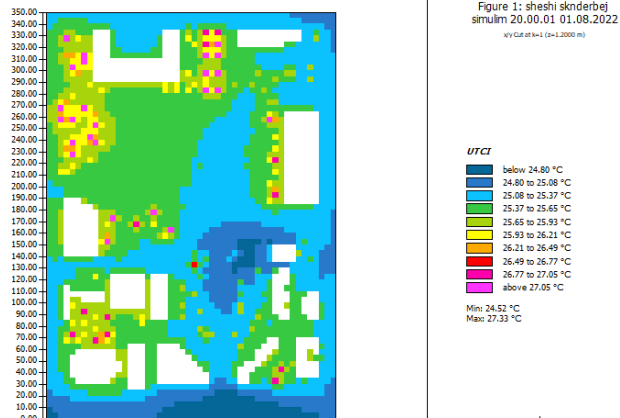 Figure 1: sheshi sknderbej
simulim 20.00.01 01.08.2022
x/y Cut at k=1 (z=1.2000 m)
350.00
340.00
330.00
320.00
310.00
300.00
290.00
280.00
270.00
260.00
250.00
240.00
230.00
220.00
210.00
200.00
190.00
180.00
170.00
160.00
150.00
140.00
130.00
120.00
110.00
100.00
90.00
80.00
70.00
60.00
50.00
40.00
30.00
20.00
10.00
0.00
UTCI
below 24.80 °C
24.80 to 25.08 °C
25.08 to 25.37 °C
25.37 to 25.65 °C
25.65 to 25.93 °C
25.93 to 26.21 °C
26.21 to 26.49 °C
26.49 to 26.77 °C
26.77 to 27.05 °C
above 27.05 °C
Min: 24.52 °C
Max: 27.33 °C